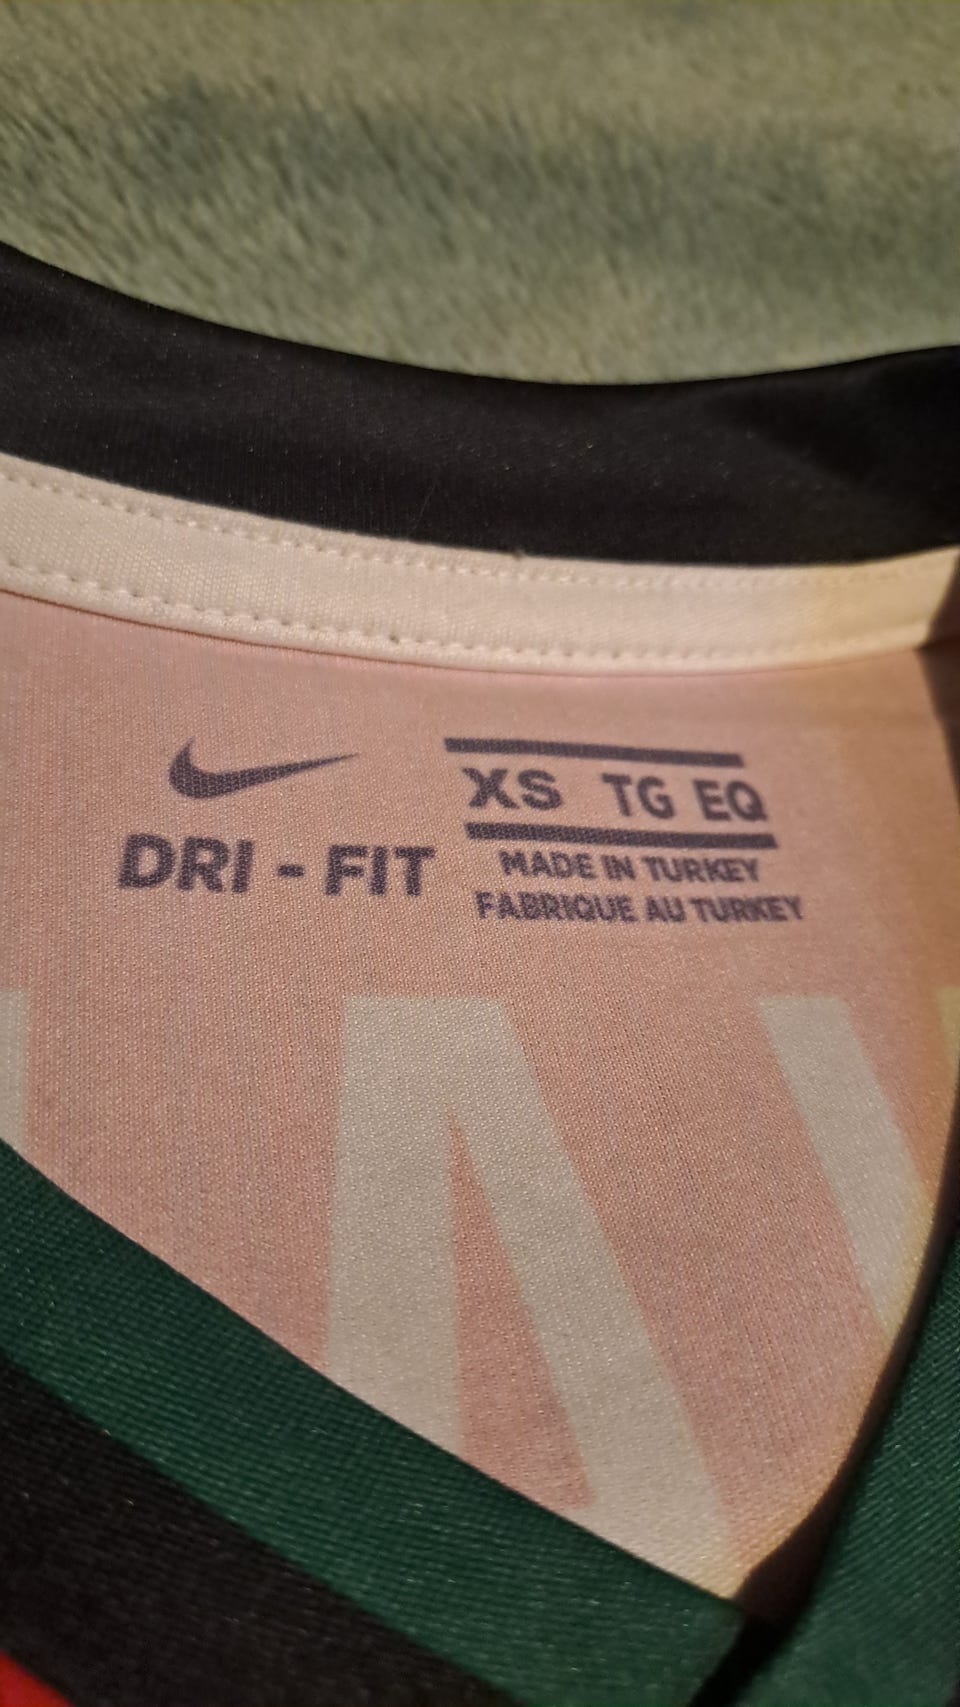 XS TG EQ
DRI - FIT
MADE IN TURKEY
FABRIQUE AU TURKEY